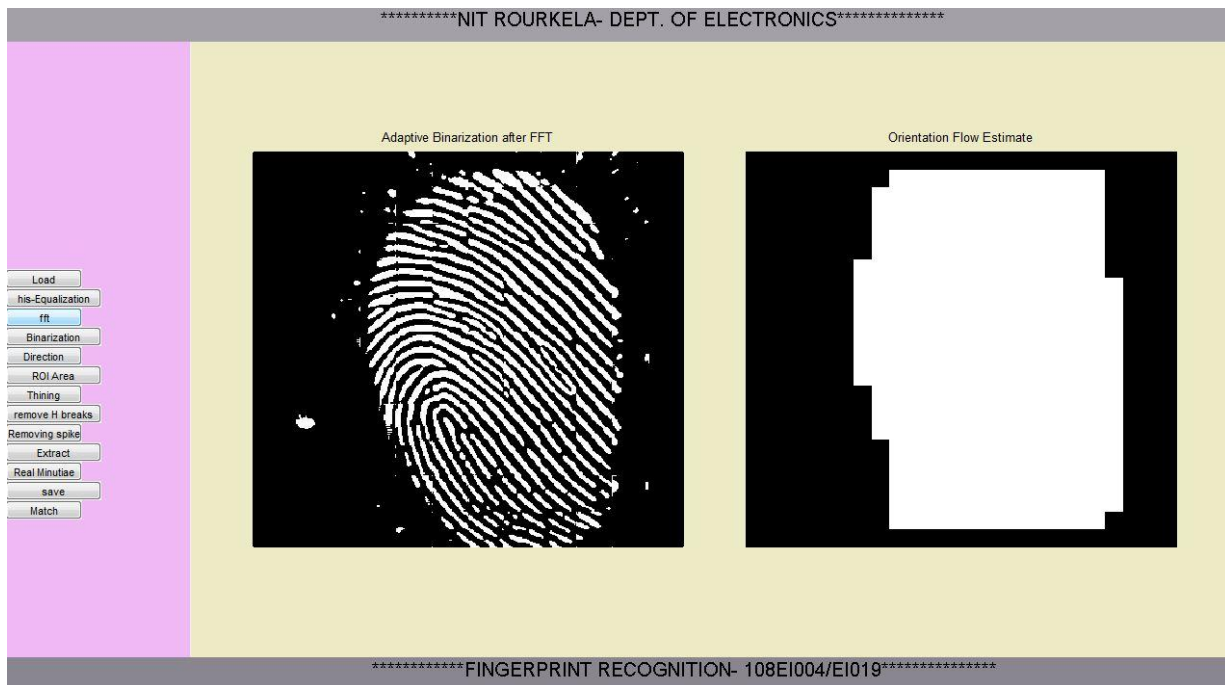 **********NIT ROURKELA- DEPT. OF ELECTRONICS**************
Adaptive Binarization after FFT
Orientation Flow Estimate
Load
his-Equalization
fft
Binarization
Direction
ROI Area
Thining
remove H breaks
Removing spike
Extract
Real Minutiae
save
Match
************FINGERPRINT RECOGNITION- 108EI004/EI019***************